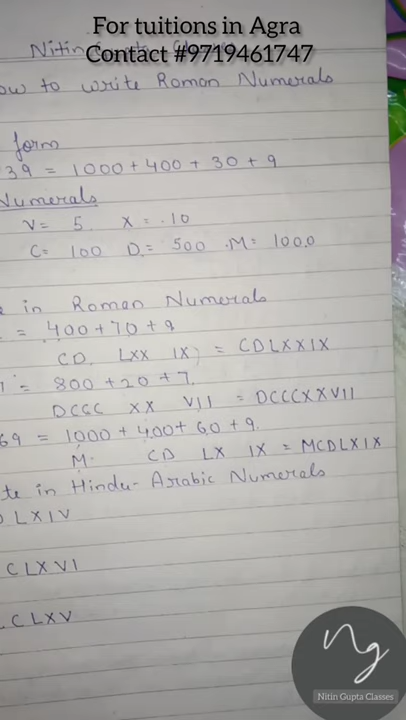 For tuitions in Agra
Contact #9719461747
Nitin
ow to write Roman Numerals
form
39 = 1000 + 400 + 30 + 9
Numerals
V = 5 X = 10
C = 100 D = 500 M = 1000
e in Roman Numerals
= 400 + 70 + 9
CD LXX IX = CDLXXIX
7 = 800 + 20 + 7
DCCC XX VII = DCCCXXVII
69 = 1000 + 400 + 60 + 9
M CD LX IX = MCDLXIX
te in Hindu-Arabic Numerals
LXIV
CLXVI
CLXV
ng
Nitin Gupta Classes